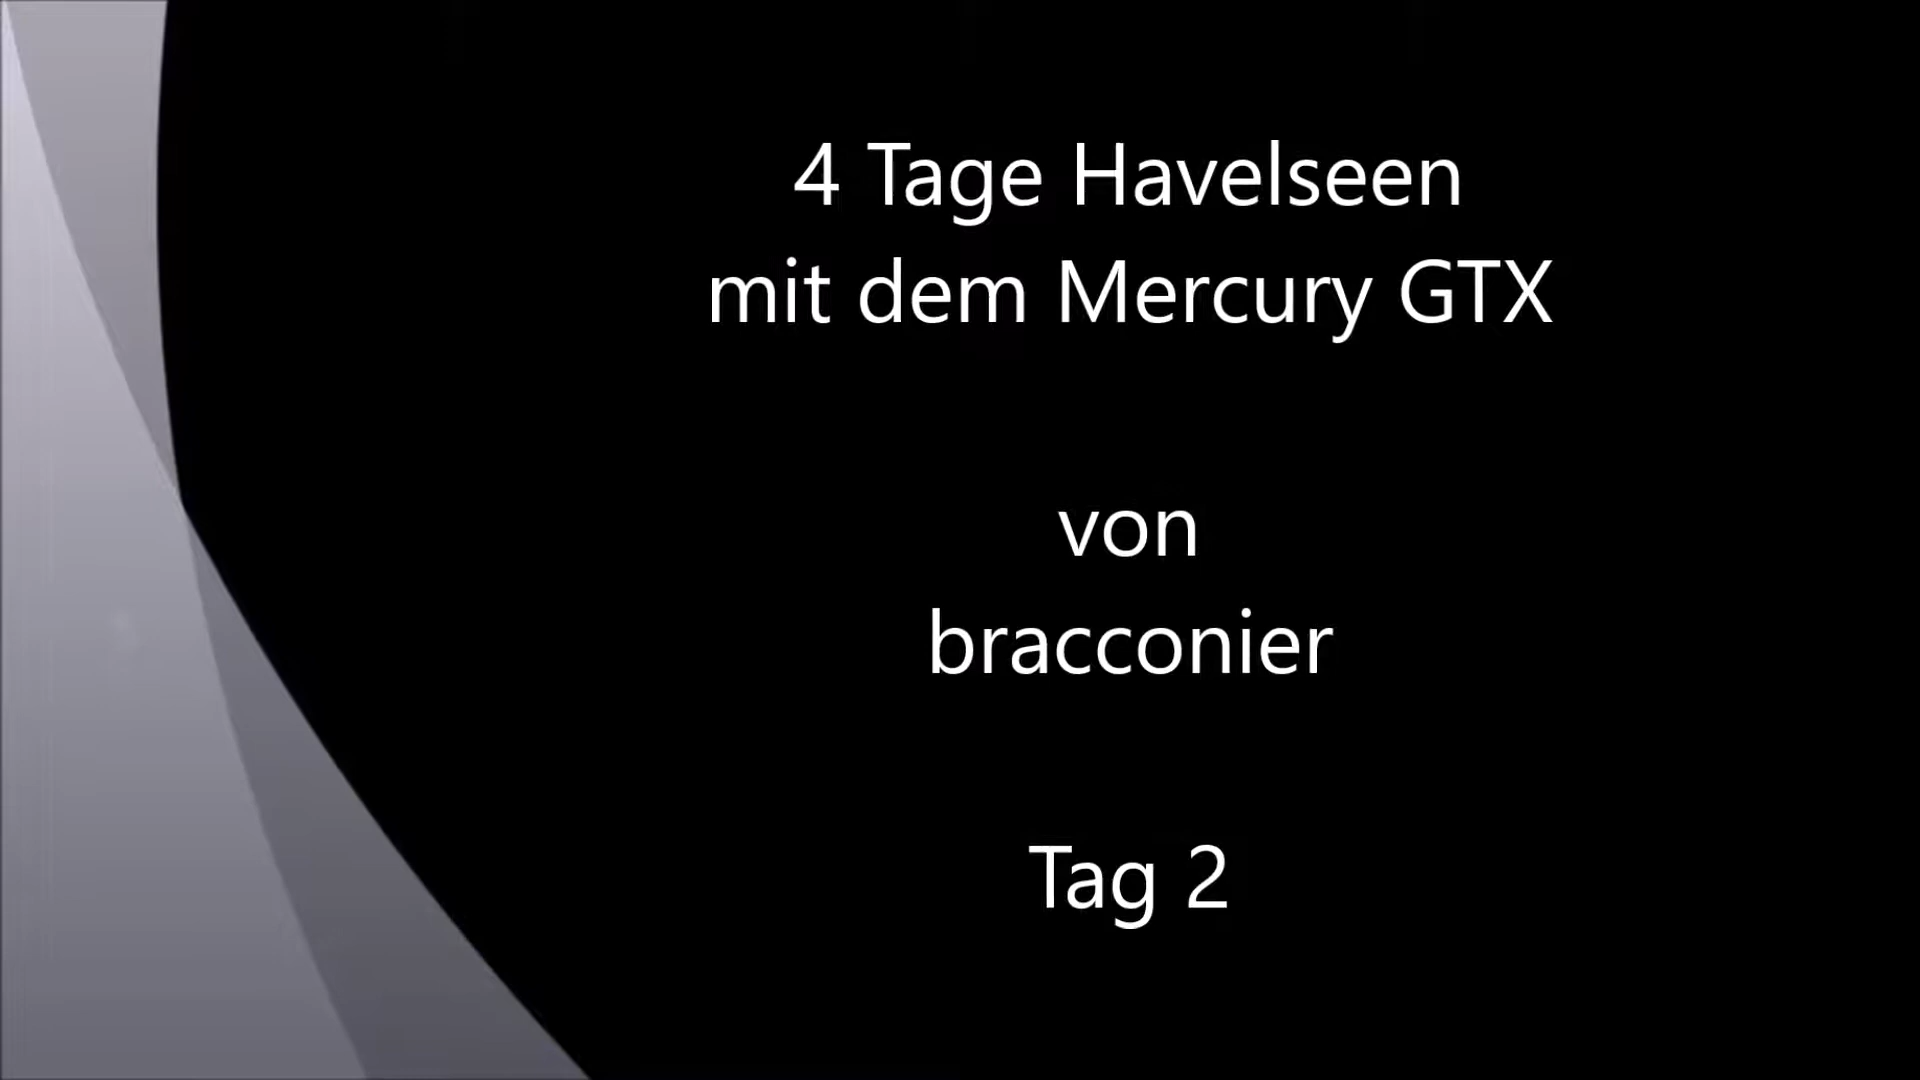 4 Tage Havelseen
mit dem Mercury GTX
von
bracconier
Tag 2